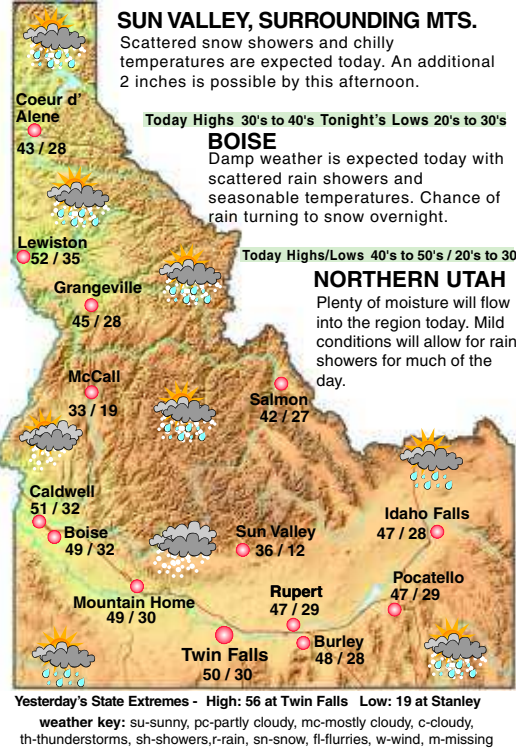 SUN VALLEY, SURROUNDING MTS.
Scattered snow showers and chilly
temperatures are expected today. An additional
2 inches is possible by this afternoon.
Today Highs 30's to 40's Tonight's Lows 20's to 30's
BOISE
Damp weather is expected today with
scattered rain showers and
seasonable temperatures. Chance of
rain turning to snow overnight.
Today Highs/Lows 40's to 50's / 20's to 30
NORTHERN UTAH
Plenty of moisture will flow
into the region today. Mild
conditions will allow for rain
showers for much of the
day.
Coeur d'
Alene
43 / 28
Lewiston
52 / 35
Grangeville
45 / 28
McCall
33 / 19
Salmon
42 / 27
Caldwell
51 / 32
Boise
49 / 32
Sun Valley
36 / 12
Idaho Falls
47 / 28
Mountain Home
49 / 30
Rupert
47 / 29
Pocatello
47 / 29
Twin Falls
50 / 30
Burley
48 / 28
Yesterday's State Extremes - High: 56 at Twin Falls Low: 19 at Stanley
weather key: su-sunny, pc-partly cloudy, mc-mostly cloudy, c-cloudy,
th-thunderstorms, sh-showers,r-rain, sn-snow, fl-flurries, w-wind, m-missing